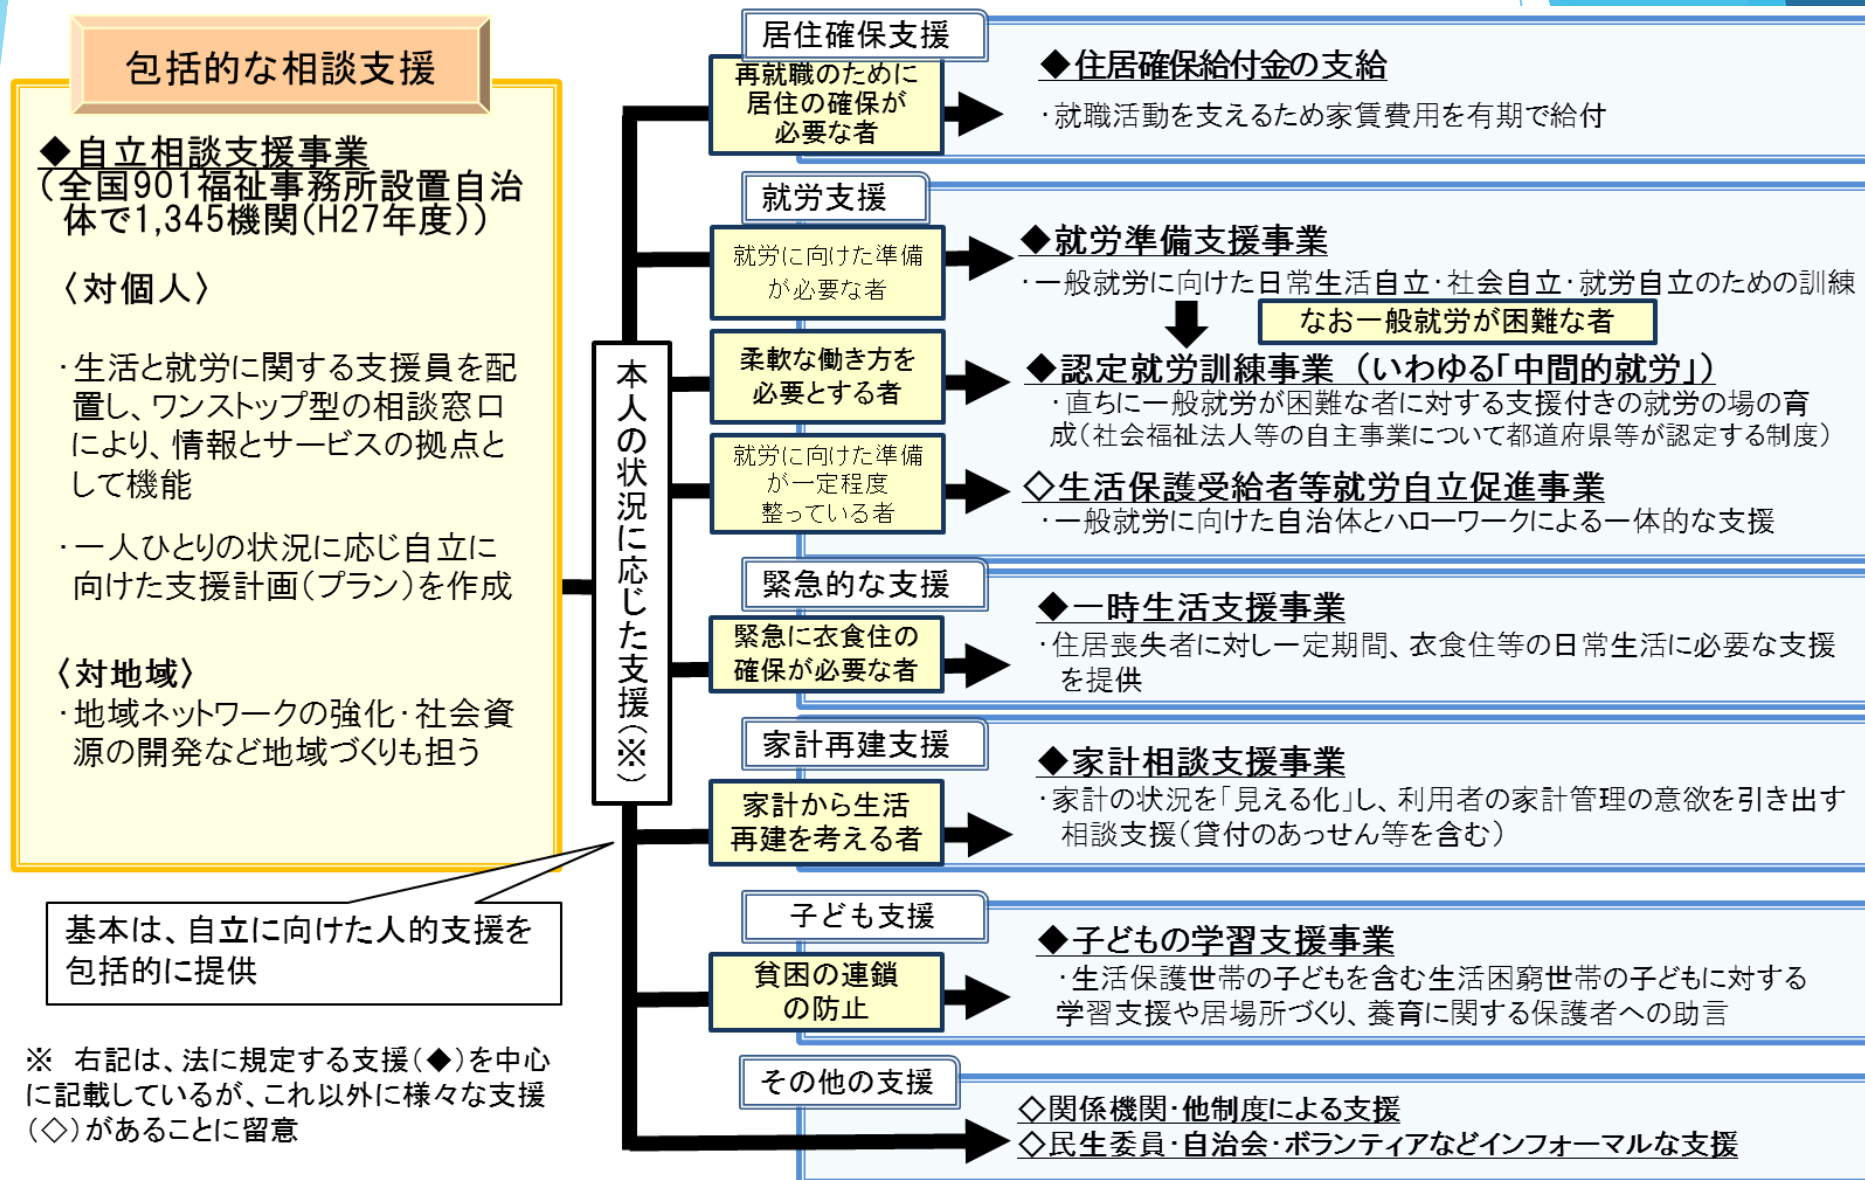 包括的な相談支援
◆自立相談支援事業
（全国901福祉事務所設置自治
体で1,345機関（H27年度））
〈対個人〉
・生活と就労に関する支援員を配
置し、ワンストップ型の相談窓口
により、情報とサービスの拠点と
して機能
・一人ひとりの状況に応じ自立に
向けた支援計画（プラン）を作成
〈対地域〉
・地域ネットワークの強化・社会資
源の開発など地域づくりも担う
基本は、自立に向けた人的支援を
包括的に提供
※　右記は、法に規定する支援（◆）を中心
に記載しているが、これ以外に様々な支援
（◇）があることに留意
本人の状況に応じた支援（※）
居住確保支援
再就職のために
居住の確保が
必要な者
◆住居確保給付金の支給
・就職活動を支えるため家賃費用を有期で給付
就労支援
就労に向けた準備
が必要な者
◆就労準備支援事業
・一般就労に向けた日常生活自立・社会自立・就労自立のための訓練
なお一般就労が困難な者
柔軟な働き方を
必要とする者
◆認定就労訓練事業（いわゆる「中間的就労」）
・直ちに一般就労が困難な者に対する支援付きの就労の場の育
成（社会福祉法人等の自主事業について都道府県等が認定する制度）
就労に向けた準備
が一定程度
整っている者
◇生活保護受給者等就労自立促進事業
・一般就労に向けた自治体とハローワークによる一体的な支援
緊急的な支援
緊急に衣食住の
確保が必要な者
◆一時生活支援事業
・住居喪失者に対し一定期間、衣食住等の日常生活に必要な支援
を提供
家計再建支援
家計から生活
再建を考える者
◆家計相談支援事業
・家計の状況を「見える化」し、利用者の家計管理の意欲を引き出す
相談支援（貸付のあっせん等を含む）
子ども支援
貧困の連鎖
の防止
◆子どもの学習支援事業
・生活保護世帯の子どもを含む生活困窮世帯の子どもに対する
学習支援や居場所づくり、養育に関する保護者への助言
その他の支援
◇関係機関・他制度による支援
◇民生委員・自治会・ボランティアなどインフォーマルな支援